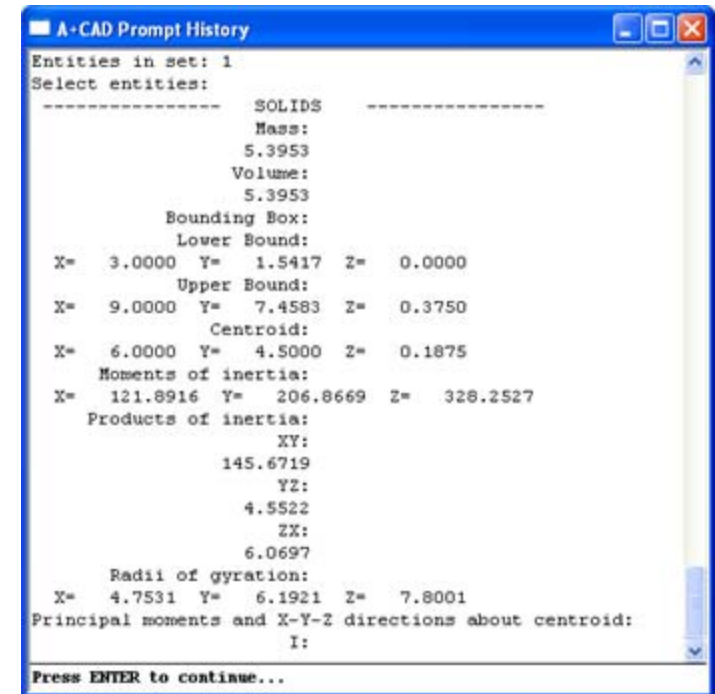 A+CAD Prompt History
Entities in set: 1
Select entities:
---------------- SOLIDS ----------------
Mass:
5.3953
Volume:
5.3953
Bounding Box:
Lower Bound:
X= 3.0000 Y= 1.5417 Z= 0.0000
Upper Bound:
X= 9.0000 Y= 7.4583 Z= 0.3750
Centroid:
X= 6.0000 Y= 4.5000 Z= 0.1875
Moments of inertia:
X= 121.8916 Y= 206.8669 Z= 328.2527
Products of inertia:
XY:
145.6719
YZ:
4.5522
ZX:
6.0697
Radii of gyration:
X= 4.7531 Y= 6.1921 Z= 7.8001
Principal moments and X-Y-Z directions about centroid:
I:
Press ENTER to continue...